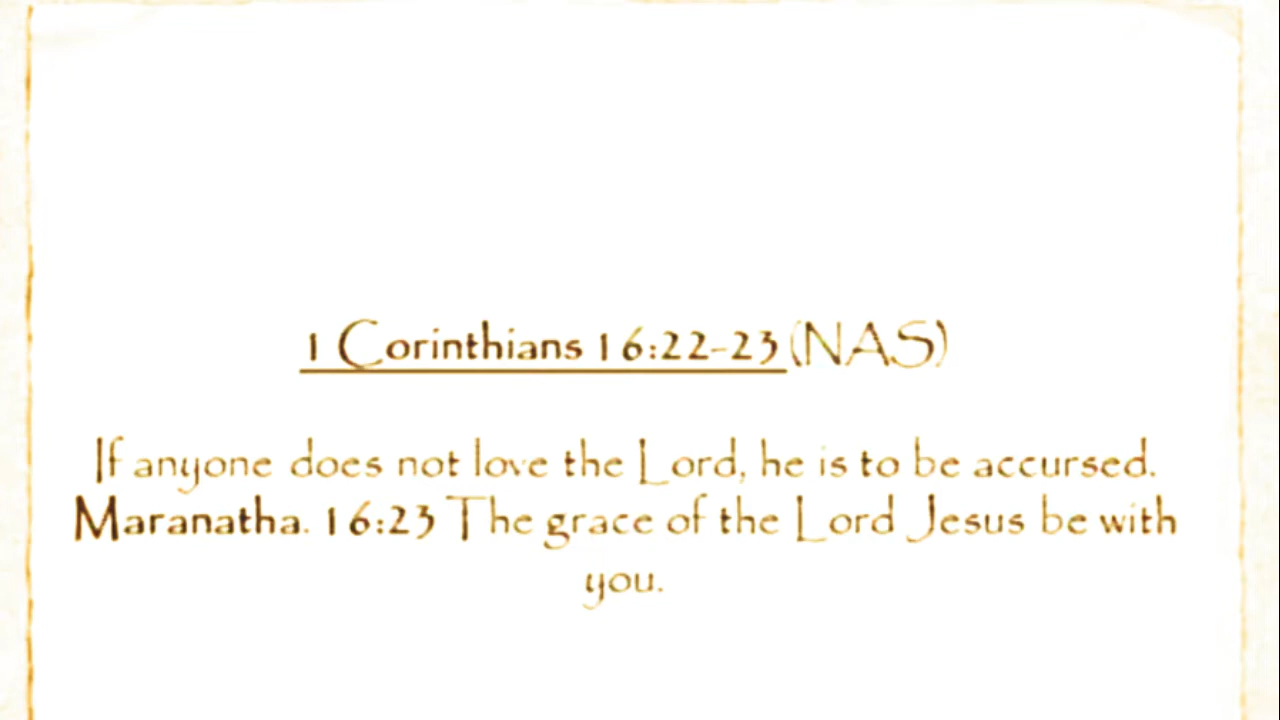 1 Corinthians 16:22-23 (NAS)
If anyone does not love the Lord, he is to be accursed.
Maranatha. 16:23 The grace of the Lord Jesus be with
you.